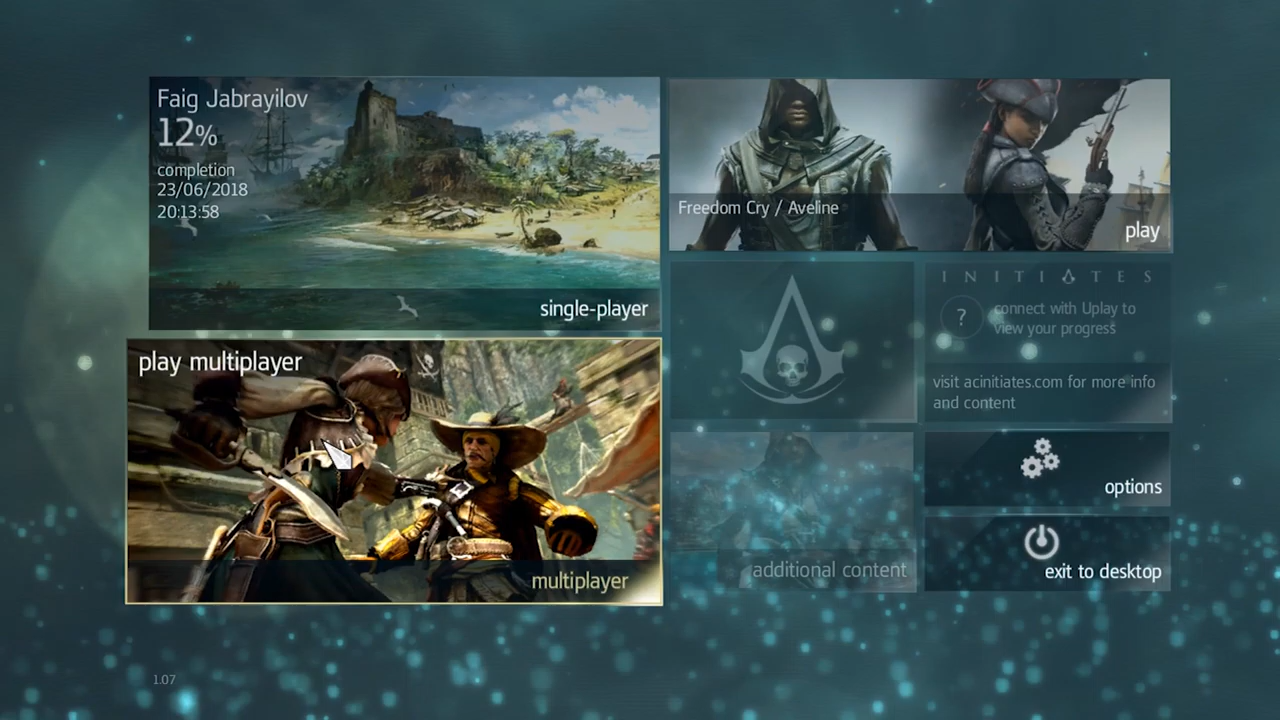 Faig Jabrayilov
12%
completion
23/06/2018
20:13:58
single-player
Freedom Cry / Aveline
play
INITIATES
?
connect with Uplay to
view your progress
visit acinitiates.com for more info
and content
play multiplayer
multiplayer
additional content
options
exit to desktop
1.07